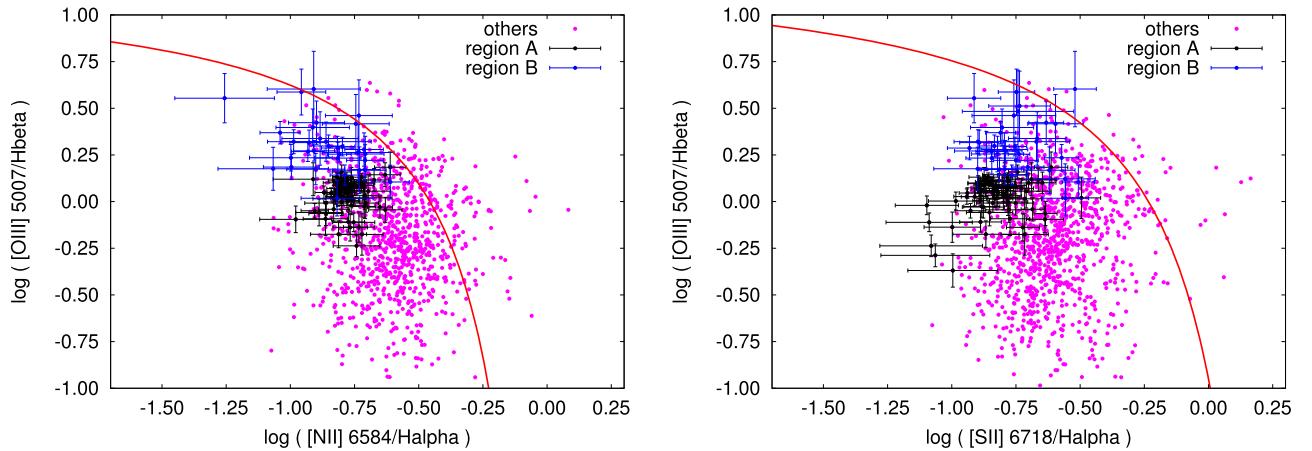 1.00
0.75
0.50
0.25
0.00
-0.25
-0.50
-0.75
-1.00
log ( [OIII] 5007/Hbeta )
others
region A
region B
-1.50 -1.25 -1.00 -0.75 -0.50 -0.25 0.00 0.25
log ( [NII] 6584/Halpha )
1.00
0.75
0.50
0.25
0.00
-0.25
-0.50
-0.75
-1.00
log ( [OIII] 5007/Hbeta )
others
region A
region B
-1.50 -1.25 -1.00 -0.75 -0.50 -0.25 0.00 0.25
log ( [SII] 6718/Halpha )